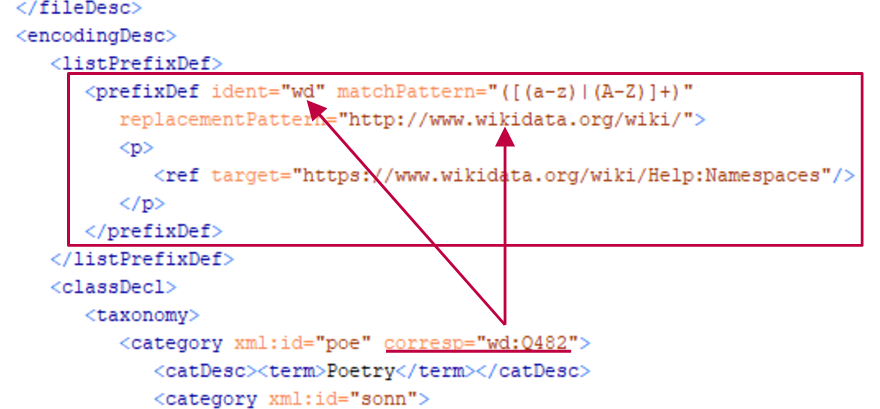 </fileDesc>
<encodingDesc>
<listPrefixDef>
<prefixDef ident="wd" matchPattern="([(a-z)|(A-Z)]+)"
replacementPattern="http://www.wikidata.org/wiki/">
<p>
<ref target="https://www.wikidata.org/wiki/Help:Namespaces"/>
</p>
</prefixDef>
</listPrefixDef>
<classDecl>
<taxonomy>
<category xml:id="poe" corresp="wd:Q482">
<catDesc><term>Poetry</term></catDesc>
<category xml:id="sonn">